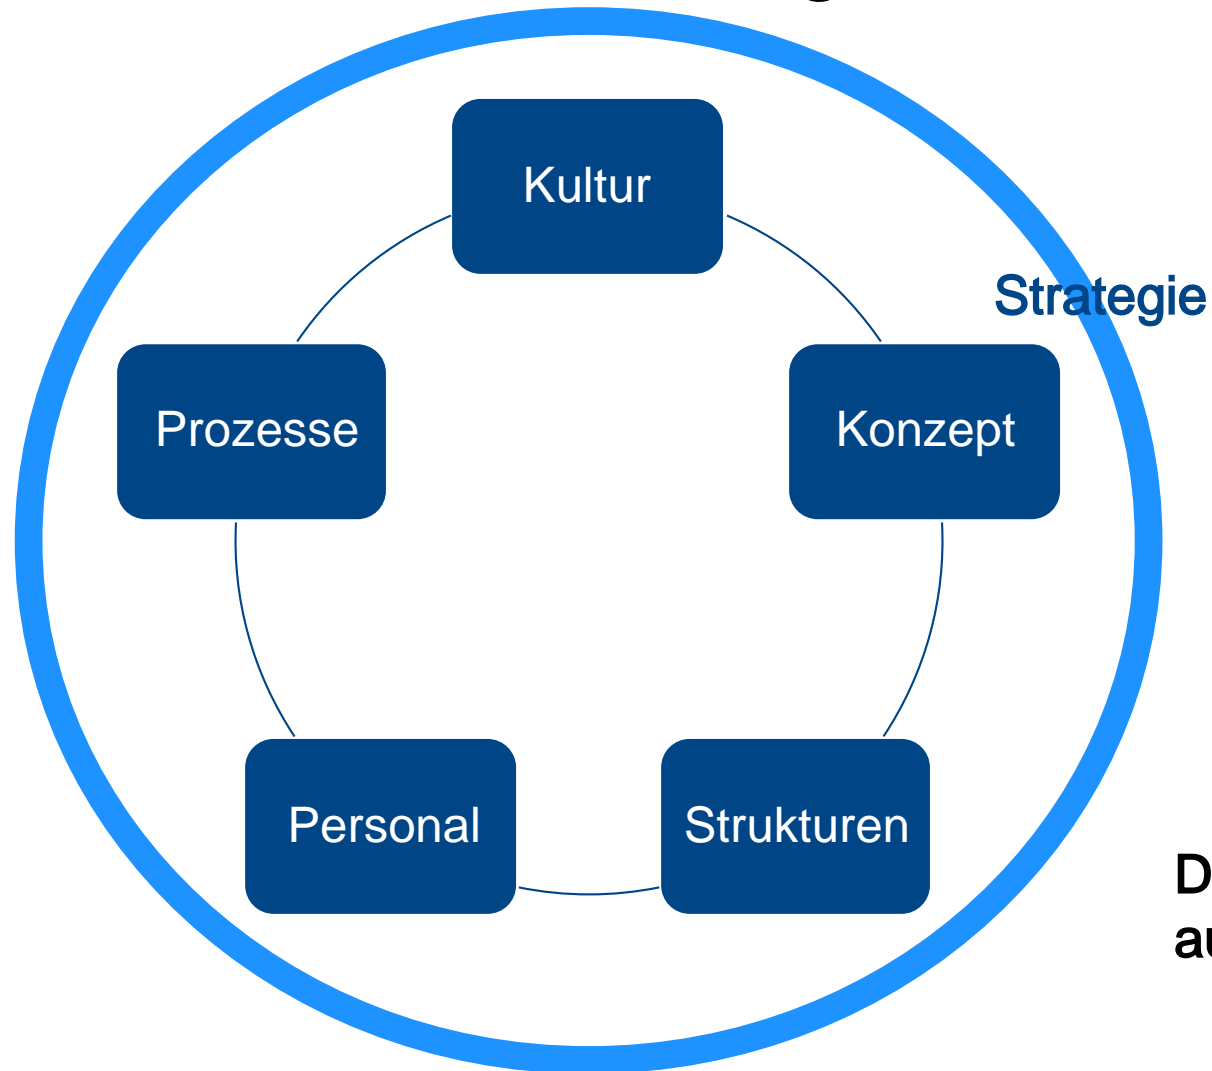 Kultur
Strategie
Prozesse
Konzept
Personal
Strukturen